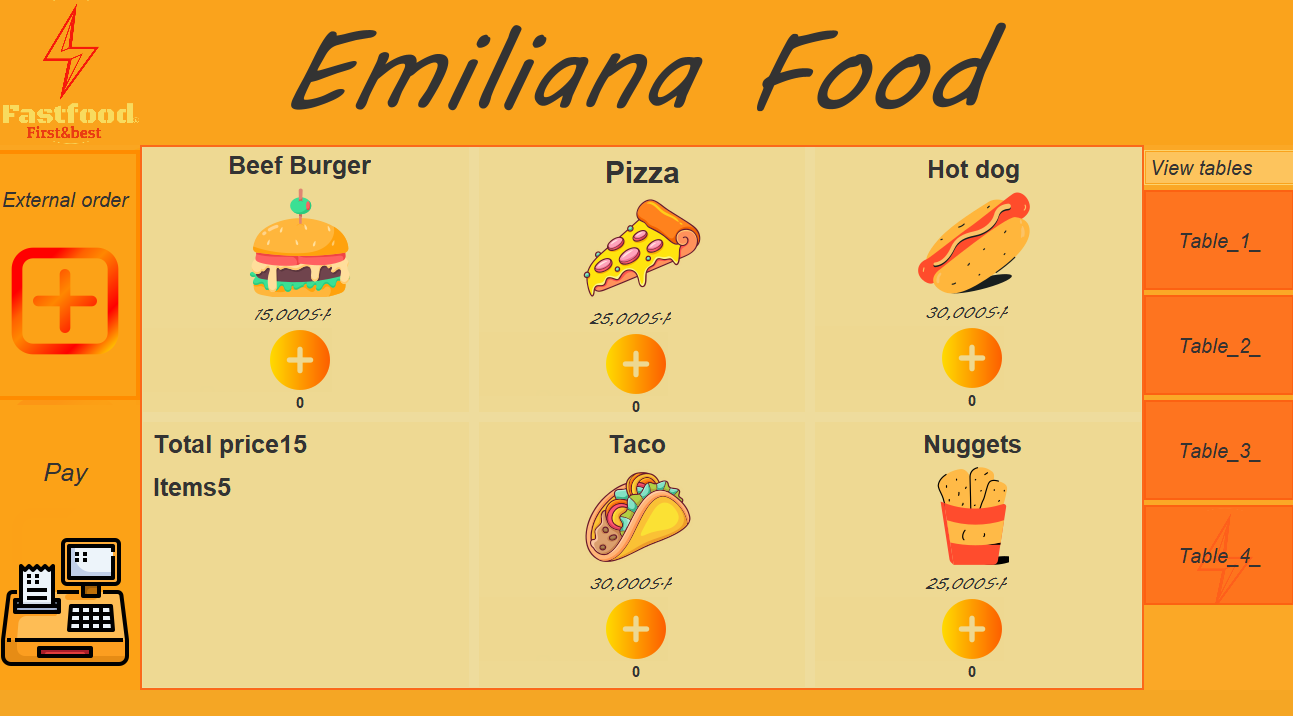 Emiliana Food
Fastfood
First&best
External order
Pay
Beef Burger
15,000S.P
0
Pizza
25,000S.P
0
Hot dog
30,000S.P
0
Total price15
Items5
Taco
30,000S.P
0
Nuggets
25,000S.P
0
View tables
Table_1_
Table_2_
Table_3_
Table_4_